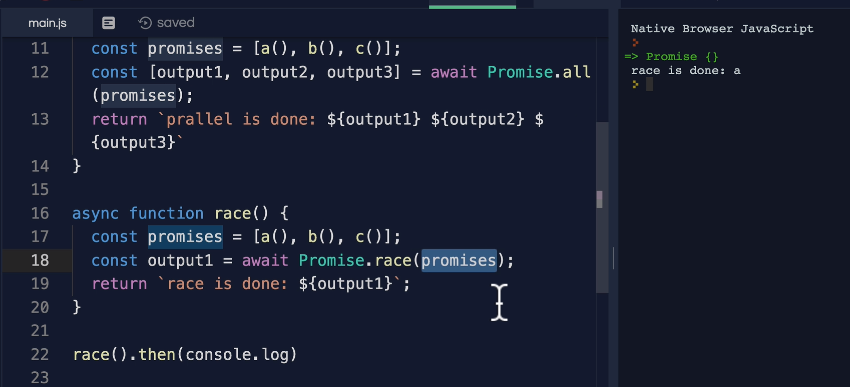 main.js saved
11 const promises = [a(), b(), c()];
12 const [output1, output2, output3] = await Promise.all
(promises);
13 return `prallel is done: ${output1} ${output2} $
{output3}`
14 }
15
16 async function race() {
17 const promises = [a(), b(), c()];
18 const output1 = await Promise.race(promises);
19 return `race is done: ${output1}`;
20 }
21
22 race().then(console.log)
23
Native Browser JavaScript
=> Promise {}
race is done: a